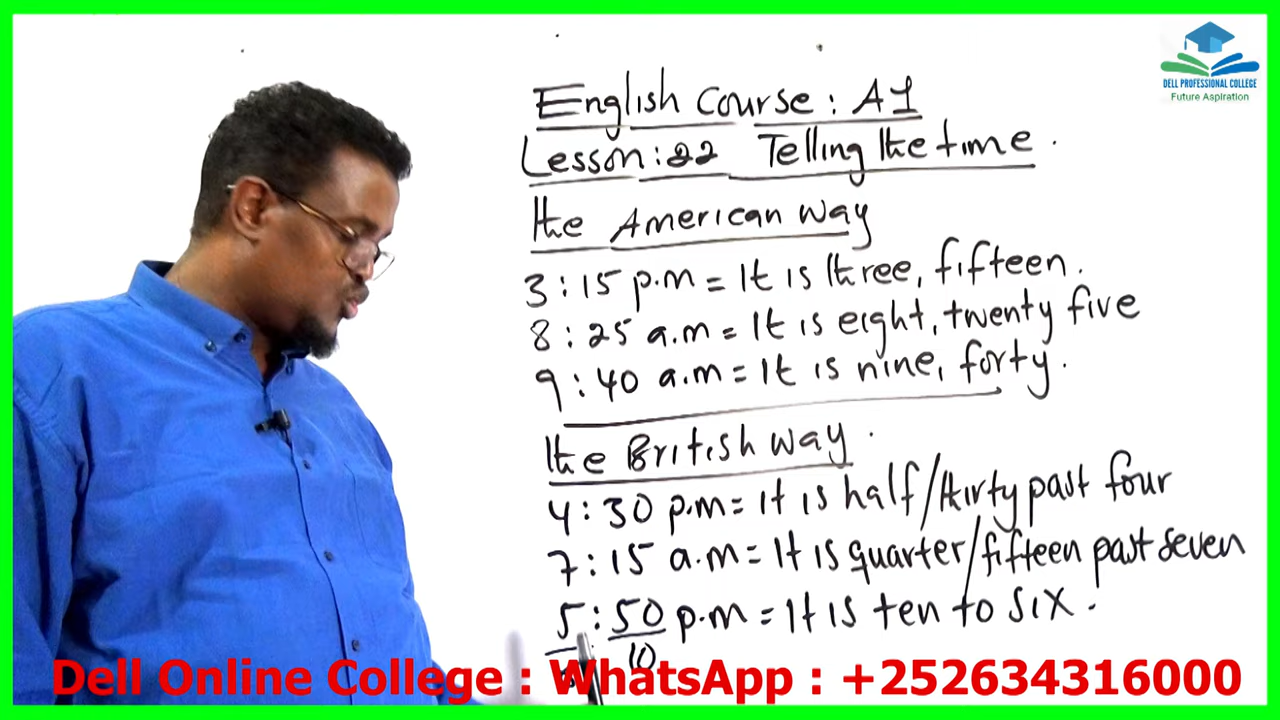 DELL PROFESSIONAL COLLEGE
Future Aspiration
English Course: A1
Lesson: 22 Telling the time.
the American way
3:15 p.m = It is three, fifteen.
8:25 a.m = It is eight, twenty five
9:40 a.m = It is nine, forty.
the British way.
4:30 p.m = It is half/thirty past four
7:15 a.m = It is quarter/fifteen past seven
5:50 p.m = It is ten to six.
10
Dell Online College : WhatsApp : +252634316000